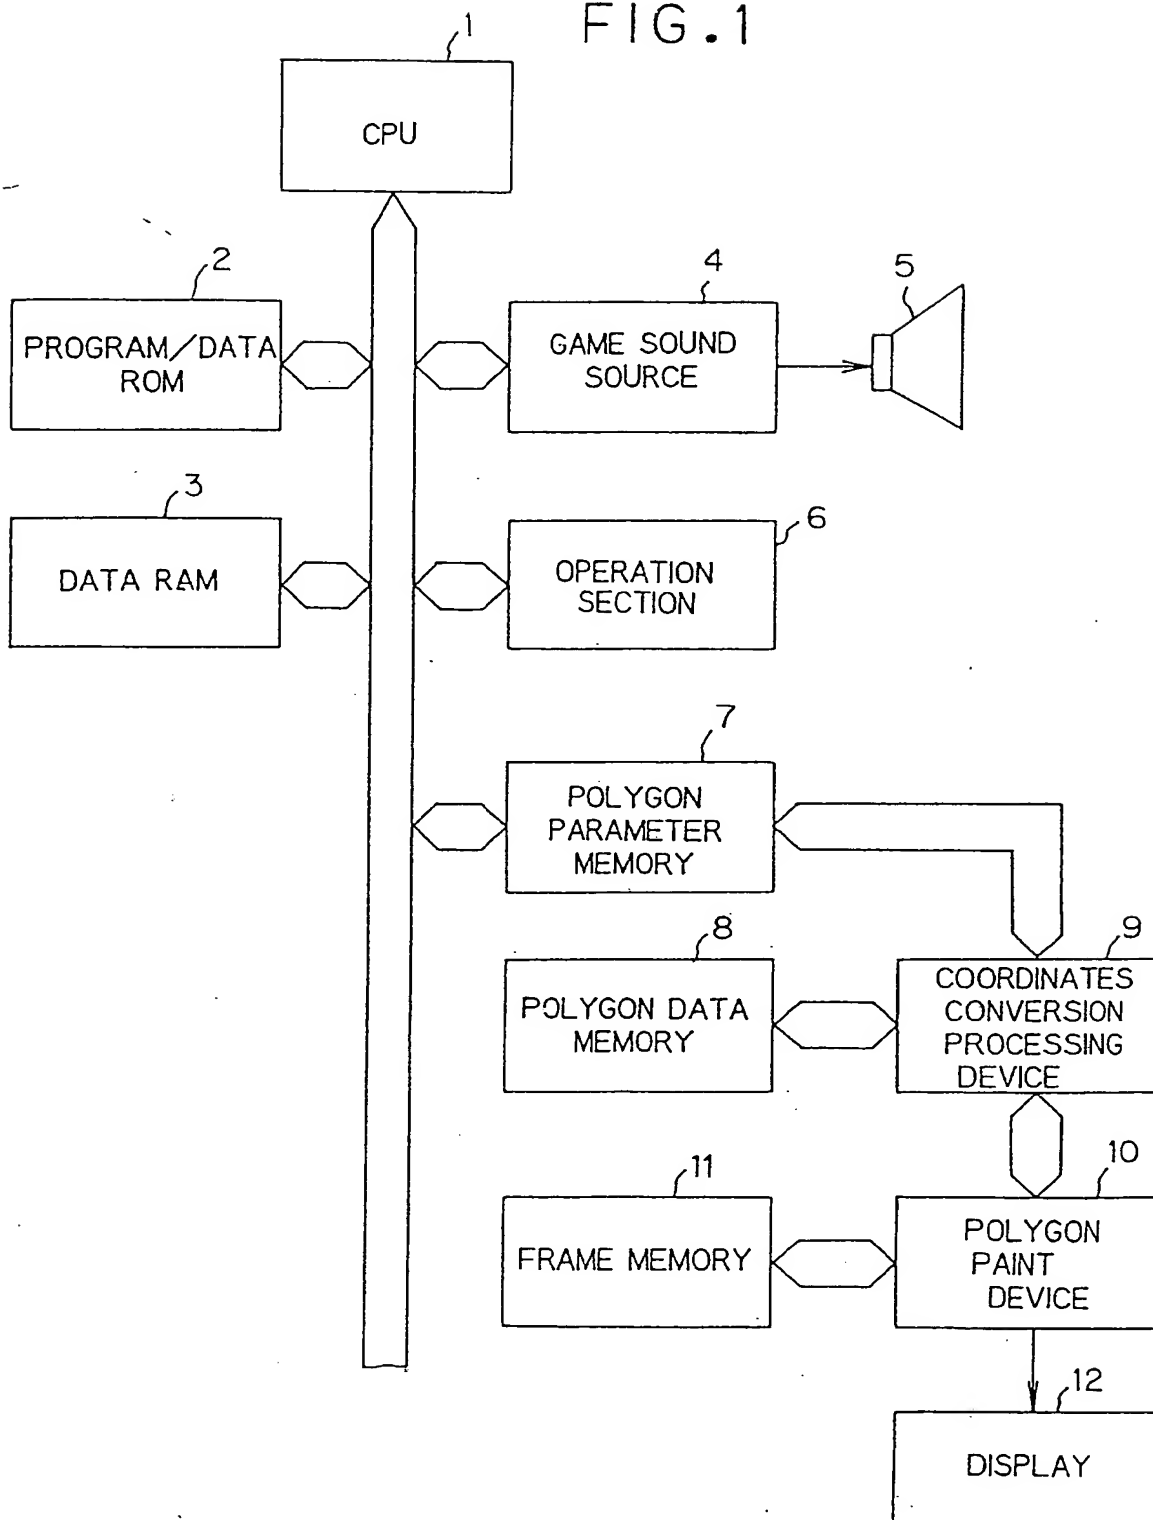 FIG.1
1
CPU
2
PROGRAM/DATA
ROM
4
GAME SOUND
SOURCE
5
3
DATA RAM
6
OPERATION
SECTION
7
POLYGON
PARAMETER
MEMORY
8
POLYGON DATA
MEMORY
9
COORDINATES
CONVERSION
PROCESSING
DEVICE
11
FRAME MEMORY
10
POLYGON
PAINT
DEVICE
12
DISPLAY